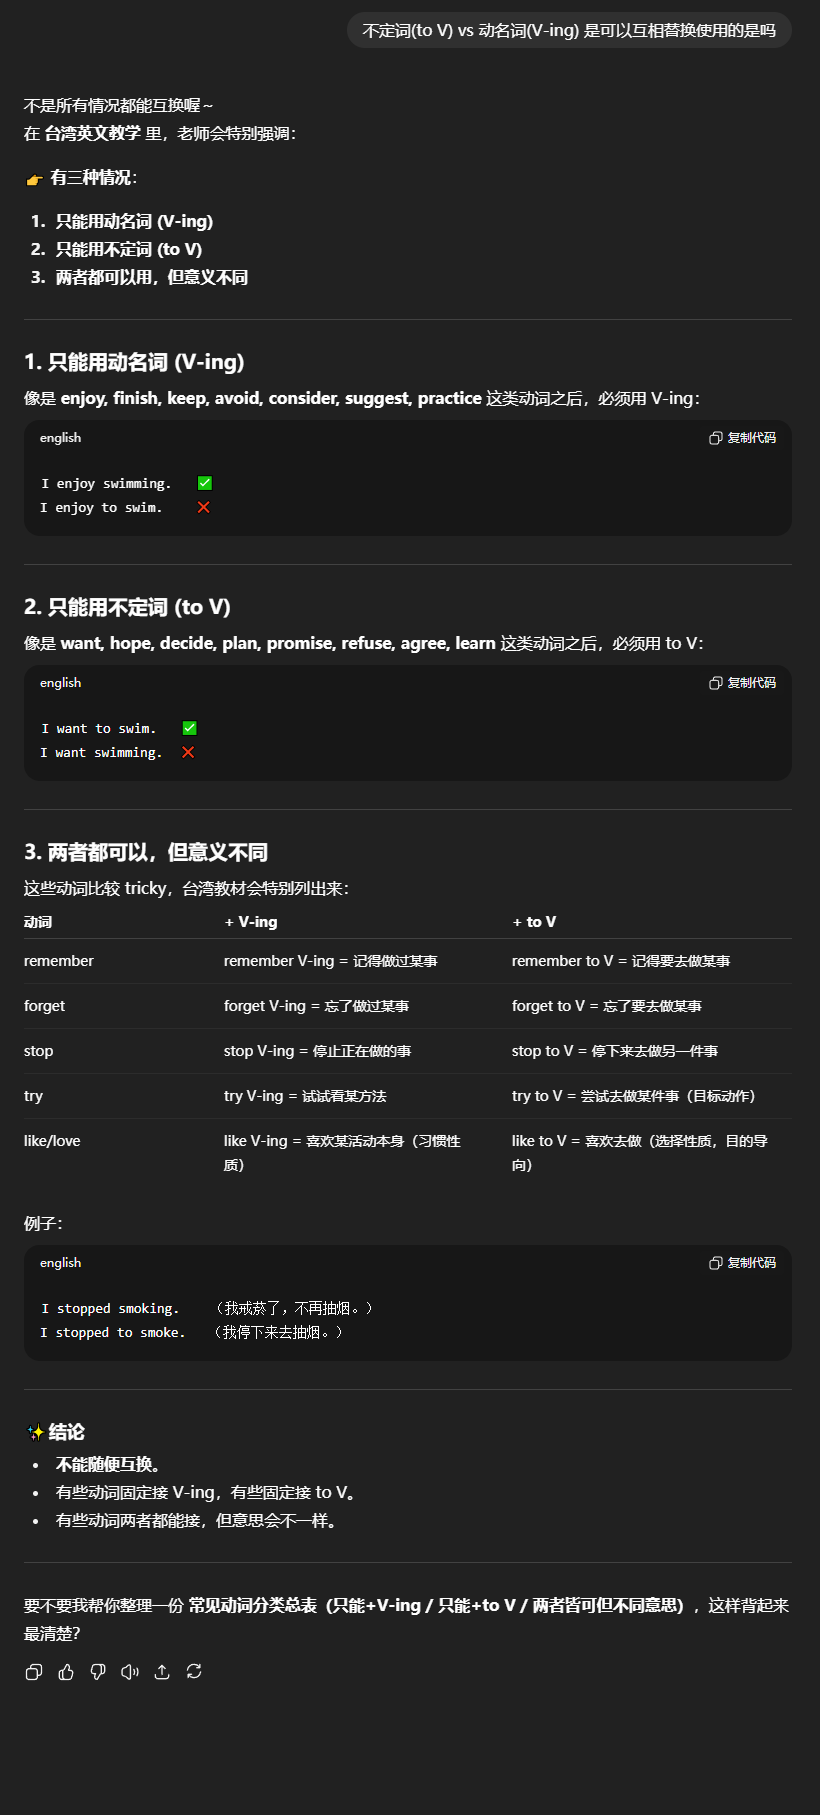 不定词(to V) vs 动名词(V-ing) 是可以互相替换使用的是吗
不是所有情况都能互换喔～
在 台湾英文教学 里，老师会特别强调：
👉 有三种情况：
1. 只能用动名词 (V-ing)
2. 只能用不定词 (to V)
3. 两者都可以用，但意义不同
1. 只能用动名词 (V-ing)
像是 enjoy, finish, keep, avoid, consider, suggest, practice 这类动词之后，必须用 V-ing：
english 复制代码
I enjoy swimming. ✅
I enjoy to swim. ❌
2. 只能用不定词 (to V)
像是 want, hope, decide, plan, promise, refuse, agree, learn 这类动词之后，必须用 to V：
english 复制代码
I want to swim. ✅
I want swimming. ❌
3. 两者都可以，但意义不同
这些动词比较 tricky，台湾教材会特别列出来：
动词 + V-ing + to V
remember remember V-ing = 记得做过某事 remember to V = 记得要去做某事
forget forget V-ing = 忘了做过某事 forget to V = 忘了要去做某事
stop stop V-ing = 停止正在做的事 stop to V = 停下来去做另一件事
try try V-ing = 试试看某方法 try to V = 尝试去做某件事（目标动作）
like/love like V-ing = 喜欢某活动本身（习惯性质） like to V = 喜欢去做（选择性质，目的导向）
例子：
english 复制代码
I stopped smoking. （我戒菸了，不再抽烟。）
I stopped to smoke. （我停下来去抽烟。）
✨ 结论
• 不能随便互换。
• 有些动词固定接 V-ing，有些固定接 to V。
• 有些动词两者都能接，但意思会不一样。
要不要我帮你整理一份 常见动词分类总表（只能+V-ing / 只能+to V / 两者皆可但不同意思），这样背起来
最清楚？